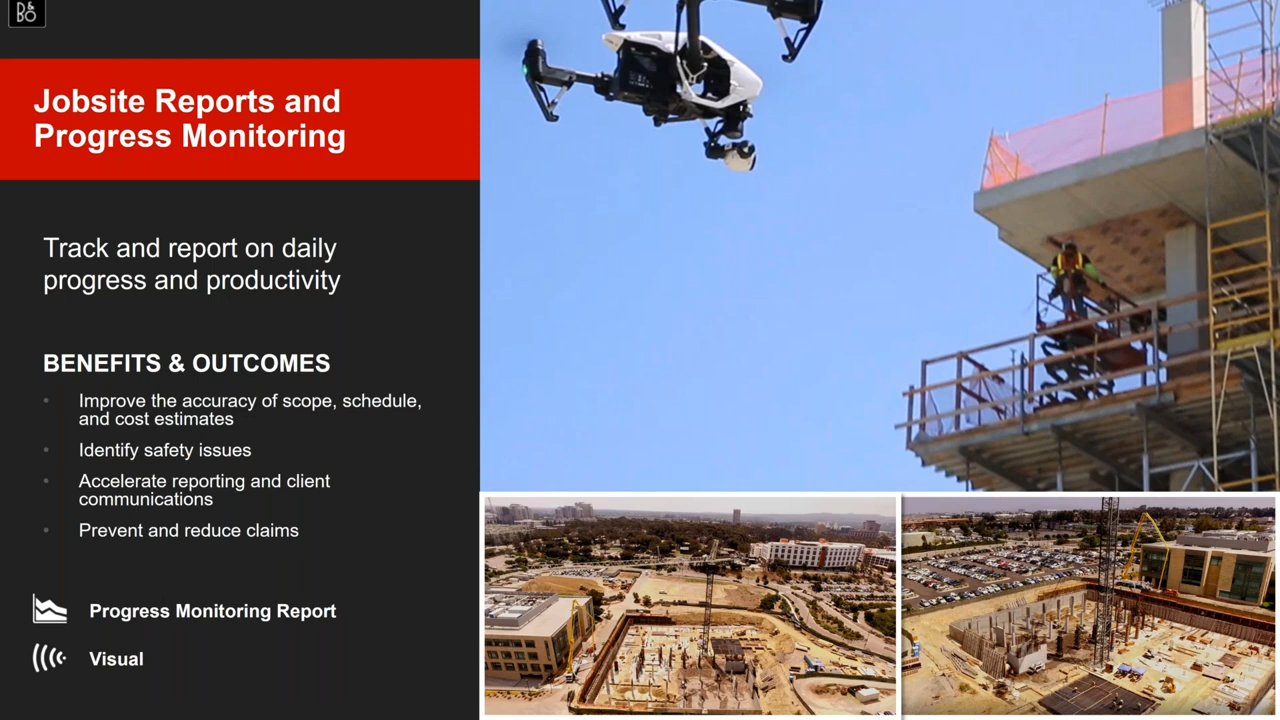 B&O
Jobsite Reports and
Progress Monitoring
Track and report on daily
progress and productivity
BENEFITS & OUTCOMES
• Improve the accuracy of scope, schedule,
and cost estimates
• Identify safety issues
• Accelerate reporting and client
communications
• Prevent and reduce claims
Progress Monitoring Report
Visual